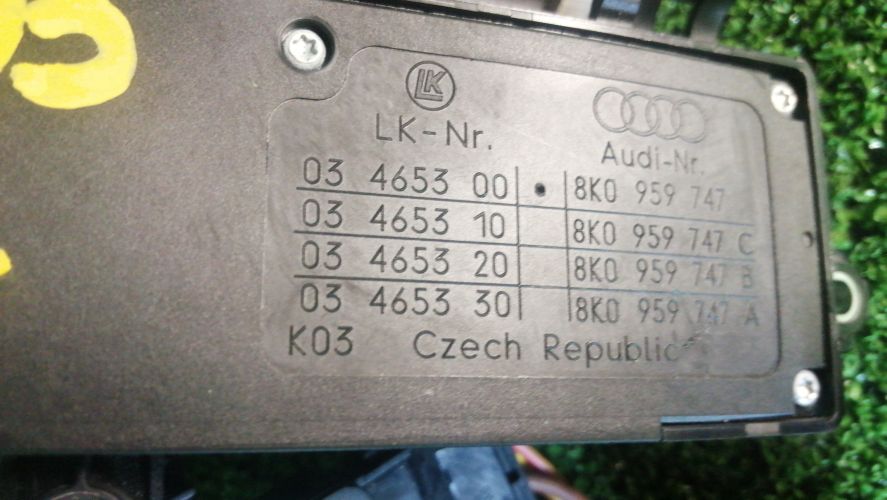 LK
LK-Nr. Audi-Nr.
03 4653 00 • 8K0 959 747
03 4653 10 8K0 959 747 C
03 4653 20 8K0 959 747 B
03 4653 30 8K0 959 747 A
K03 Czech Republic